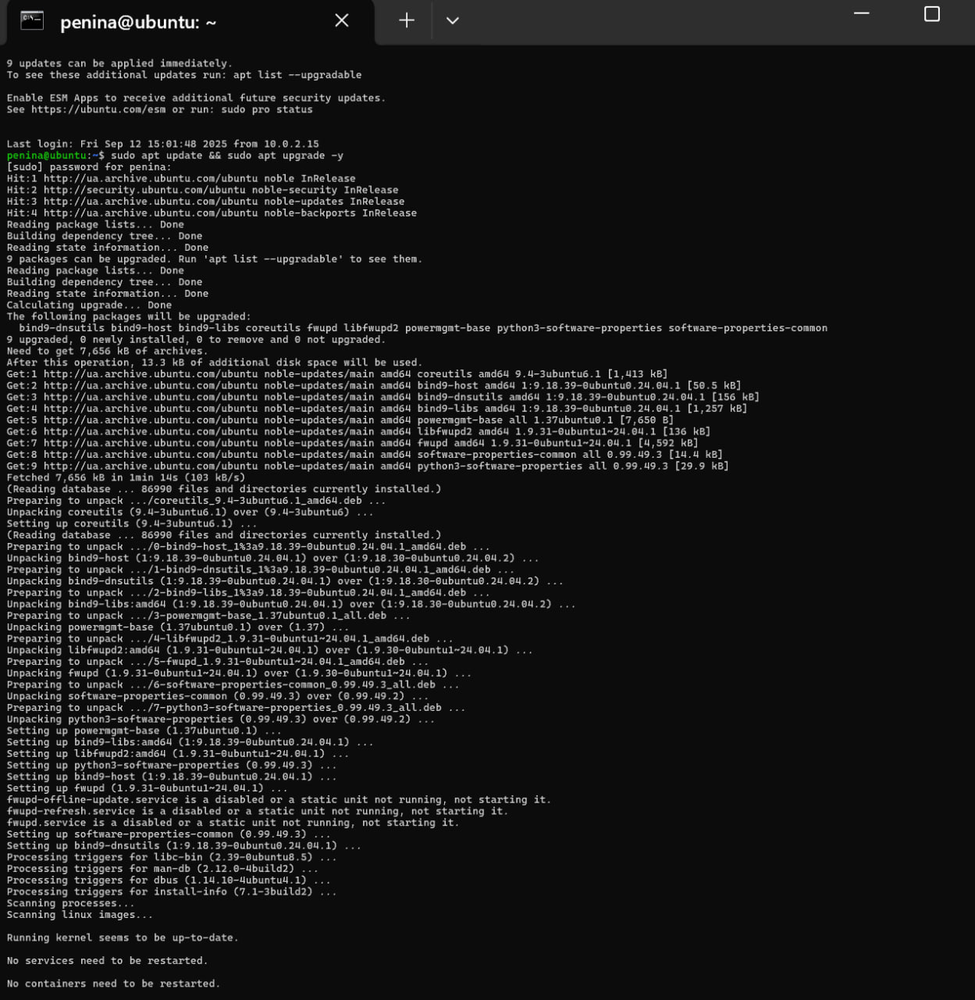 penina@ubuntu: ~
9 updates can be applied immediately.
To see these additional updates run: apt list --upgradable
Enable ESM Apps to receive additional future security updates.
See https://ubuntu.com/esm or run: sudo pro status
Last login: Fri Sep 12 15:01:48 2025 from 10.0.2.15
penina@ubuntu:~$ sudo apt update && sudo apt upgrade -y
[sudo] password for penina:
Hit:1 http://ua.archive.ubuntu.com/ubuntu noble InRelease
Hit:2 http://security.ubuntu.com/ubuntu noble-security InRelease
Hit:3 http://ua.archive.ubuntu.com/ubuntu noble-updates InRelease
Hit:4 http://ua.archive.ubuntu.com/ubuntu noble-backports InRelease
Reading package lists... Done
Building dependency tree... Done
Reading state information... Done
9 packages can be upgraded. Run 'apt list --upgradable' to see them.
Reading package lists... Done
Building dependency tree... Done
Reading state information... Done
Calculating upgrade... Done
The following packages will be upgraded:
  bind9-dnsutils bind9-host bind9-libs coreutils fwupd libfwupd2 powermgmt-base python3-software-properties software-properties-common
9 upgraded, 0 newly installed, 0 to remove and 0 not upgraded.
Need to get 7,656 kB of archives.
After this operation, 13.3 kB of additional disk space will be used.
Get:1 http://ua.archive.ubuntu.com/ubuntu noble-updates/main amd64 coreutils amd64 9.4-3ubuntu6.1 [1,413 kB]
Get:2 http://ua.archive.ubuntu.com/ubuntu noble-updates/main amd64 bind9-host amd64 1:9.18.39-0ubuntu0.24.04.1 [50.5 kB]
Get:3 http://ua.archive.ubuntu.com/ubuntu noble-updates/main amd64 bind9-dnsutils amd64 1:9.18.39-0ubuntu0.24.04.1 [156 kB]
Get:4 http://ua.archive.ubuntu.com/ubuntu noble-updates/main amd64 bind9-libs amd64 1:9.18.39-0ubuntu0.24.04.1 [1,257 kB]
Get:5 http://ua.archive.ubuntu.com/ubuntu noble-updates/main amd64 powermgmt-base all 1.37ubuntu0.1 [7,650 B]
Get:6 http://ua.archive.ubuntu.com/ubuntu noble-updates/main amd64 libfwupd2 amd64 1.9.31-0ubuntu1~24.04.1 [136 kB]
Get:7 http://ua.archive.ubuntu.com/ubuntu noble-updates/main amd64 fwupd amd64 1.9.31-0ubuntu1~24.04.1 [4,592 kB]
Get:8 http://ua.archive.ubuntu.com/ubuntu noble-updates/main amd64 software-properties-common all 0.99.49.3 [14.4 kB]
Get:9 http://ua.archive.ubuntu.com/ubuntu noble-updates/main amd64 python3-software-properties all 0.99.49.3 [29.9 kB]
Fetched 7,656 kB in 1min 14s (103 kB/s)
(Reading database ... 86990 files and directories currently installed.)
Preparing to unpack .../coreutils_9.4-3ubuntu6.1_amd64.deb ...
Unpacking coreutils (9.4-3ubuntu6.1) over (9.4-3ubuntu6) ...
Setting up coreutils (9.4-3ubuntu6.1) ...
(Reading database ... 86990 files and directories currently installed.)
Preparing to unpack .../0-bind9-host_1%3a9.18.39-0ubuntu0.24.04.1_amd64.deb ...
Unpacking bind9-host (1:9.18.39-0ubuntu0.24.04.1) over (1:9.18.30-0ubuntu0.24.04.2) ...
Preparing to unpack .../1-bind9-dnsutils_1%3a9.18.39-0ubuntu0.24.04.1_amd64.deb ...
Unpacking bind9-dnsutils (1:9.18.39-0ubuntu0.24.04.1) over (1:9.18.30-0ubuntu0.24.04.2) ...
Preparing to unpack .../2-bind9-libs_1%3a9.18.39-0ubuntu0.24.04.1_amd64.deb ...
Unpacking bind9-libs:amd64 (1:9.18.39-0ubuntu0.24.04.1) over (1:9.18.30-0ubuntu0.24.04.2) ...
Preparing to unpack .../3-powermgmt-base_1.37ubuntu0.1_all.deb ...
Unpacking powermgmt-base (1.37ubuntu0.1) over (1.37) ...
Preparing to unpack .../4-libfwupd2_1.9.31-0ubuntu1~24.04.1_amd64.deb ...
Unpacking libfwupd2:amd64 (1.9.31-0ubuntu1~24.04.1) over (1.9.30-0ubuntu1~24.04.1) ...
Preparing to unpack .../5-fwupd_1.9.31-0ubuntu1~24.04.1_amd64.deb ...
Unpacking fwupd (1.9.31-0ubuntu1~24.04.1) over (1.9.30-0ubuntu1~24.04.1) ...
Preparing to unpack .../6-software-properties-common_0.99.49.3_all.deb ...
Unpacking software-properties-common (0.99.49.3) over (0.99.49.2) ...
Preparing to unpack .../7-python3-software-properties_0.99.49.3_all.deb ...
Unpacking python3-software-properties (0.99.49.3) over (0.99.49.2) ...
Setting up powermgmt-base (1.37ubuntu0.1) ...
Setting up bind9-libs:amd64 (1:9.18.39-0ubuntu0.24.04.1) ...
Setting up libfwupd2:amd64 (1.9.31-0ubuntu1~24.04.1) ...
Setting up python3-software-properties (0.99.49.3) ...
Setting up bind9-host (1:9.18.39-0ubuntu0.24.04.1) ...
Setting up fwupd (1.9.31-0ubuntu1~24.04.1) ...
fwupd-offline-update.service is a disabled or a static unit not running, not starting it.
fwupd-refresh.service is a disabled or a static unit not running, not starting it.
fwupd.service is a disabled or a static unit not running, not starting it.
Setting up software-properties-common (0.99.49.3) ...
Setting up bind9-dnsutils (1:9.18.39-0ubuntu0.24.04.1) ...
Processing triggers for libc-bin (2.39-0ubuntu8.5) ...
Processing triggers for man-db (2.12.0-4build2) ...
Processing triggers for dbus (1.14.10-4ubuntu4.1) ...
Processing triggers for install-info (7.1-3build2) ...
Scanning processes...
Scanning linux images...
Running kernel seems to be up-to-date.
No services need to be restarted.
No containers need to be restarted.